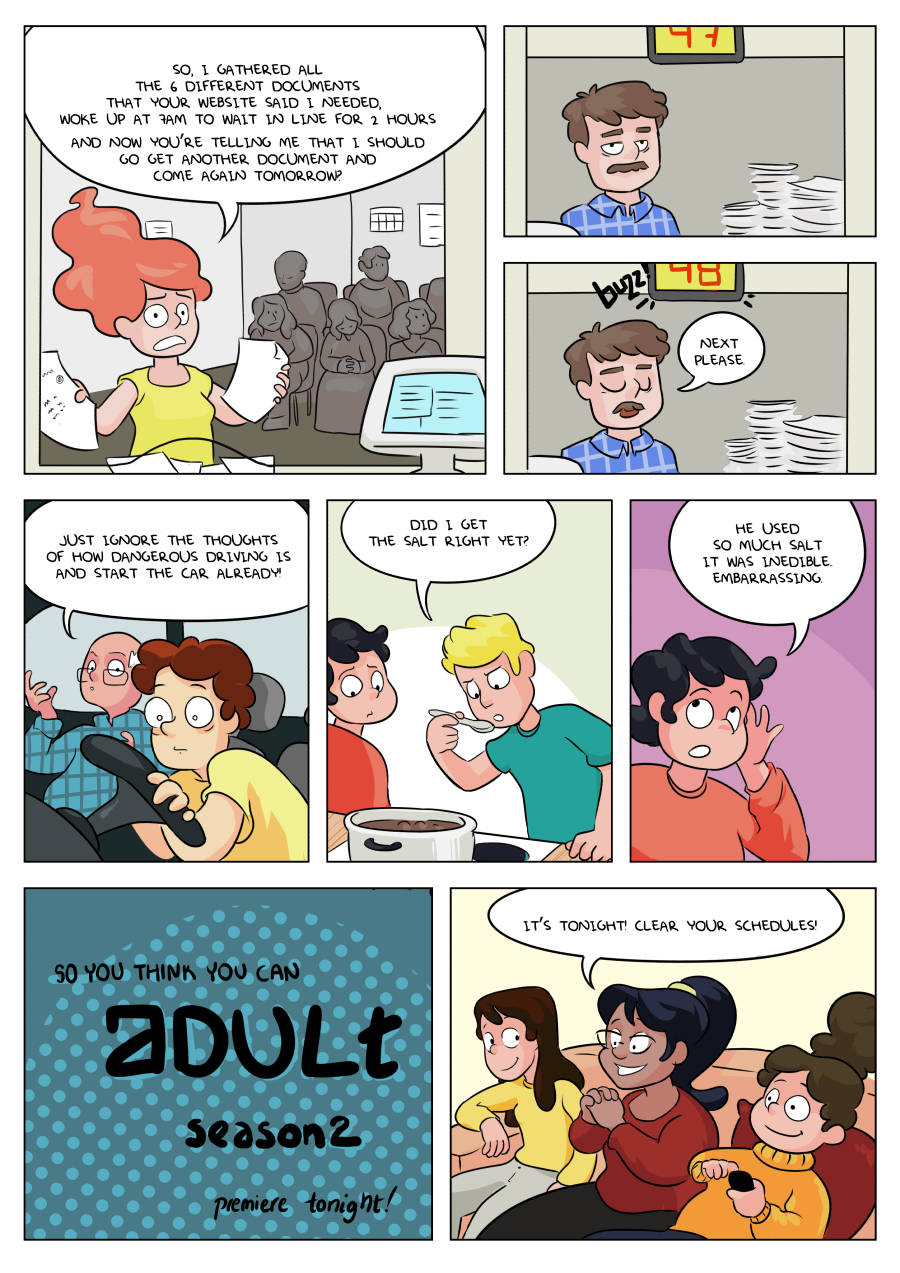 SO, I GATHERED ALL
THE 6 DIFFERENT DOCUMENTS
THAT YOUR WEBSITE SAID I NEEDED,
WOKE UP AT 7AM TO WAIT IN LINE FOR 2 HOURS
AND NOW YOU'RE TELLING ME THAT I SHOULD
GO GET ANOTHER DOCUMENT AND
COME AGAIN TOMORROW?
47
48
buzz!
NEXT
PLEASE.
JUST IGNORE THE THOUGHTS
OF HOW DANGEROUS DRIVING IS
AND START THE CAR ALREADY!
DID I GET
THE SALT RIGHT YET?
HE USED
SO MUCH SALT
IT WAS INEDIBLE.
EMBARRASSING.
SO YOU THINK YOU CAN
ADULt
season 2
premiere tonight!
IT'S TONIGHT! CLEAR YOUR SCHEDULES!